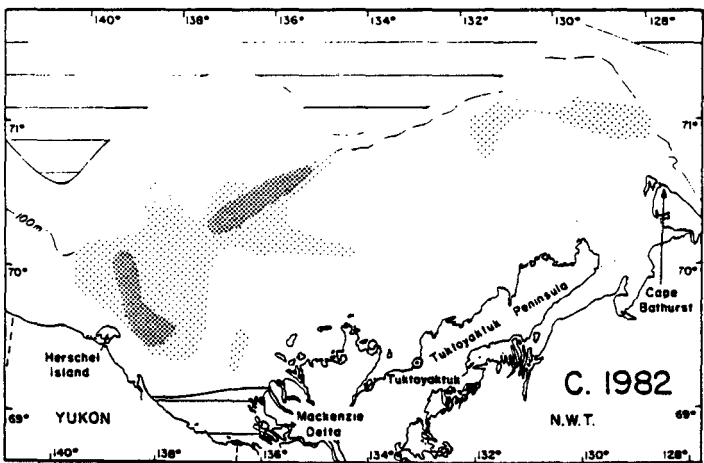 140° 138° 136° 134° 132° 130° 128°
71° 71°
100m
70° 70°
Cape
Bathurst
Tuktoyaktuk Peninsula
Herschel
Island
Tuktoyaktuk
C. 1982
69° YUKON Mackenzie N.W.T. 69°
Delta
140° 138° 136° 134° 132° 130° 128°